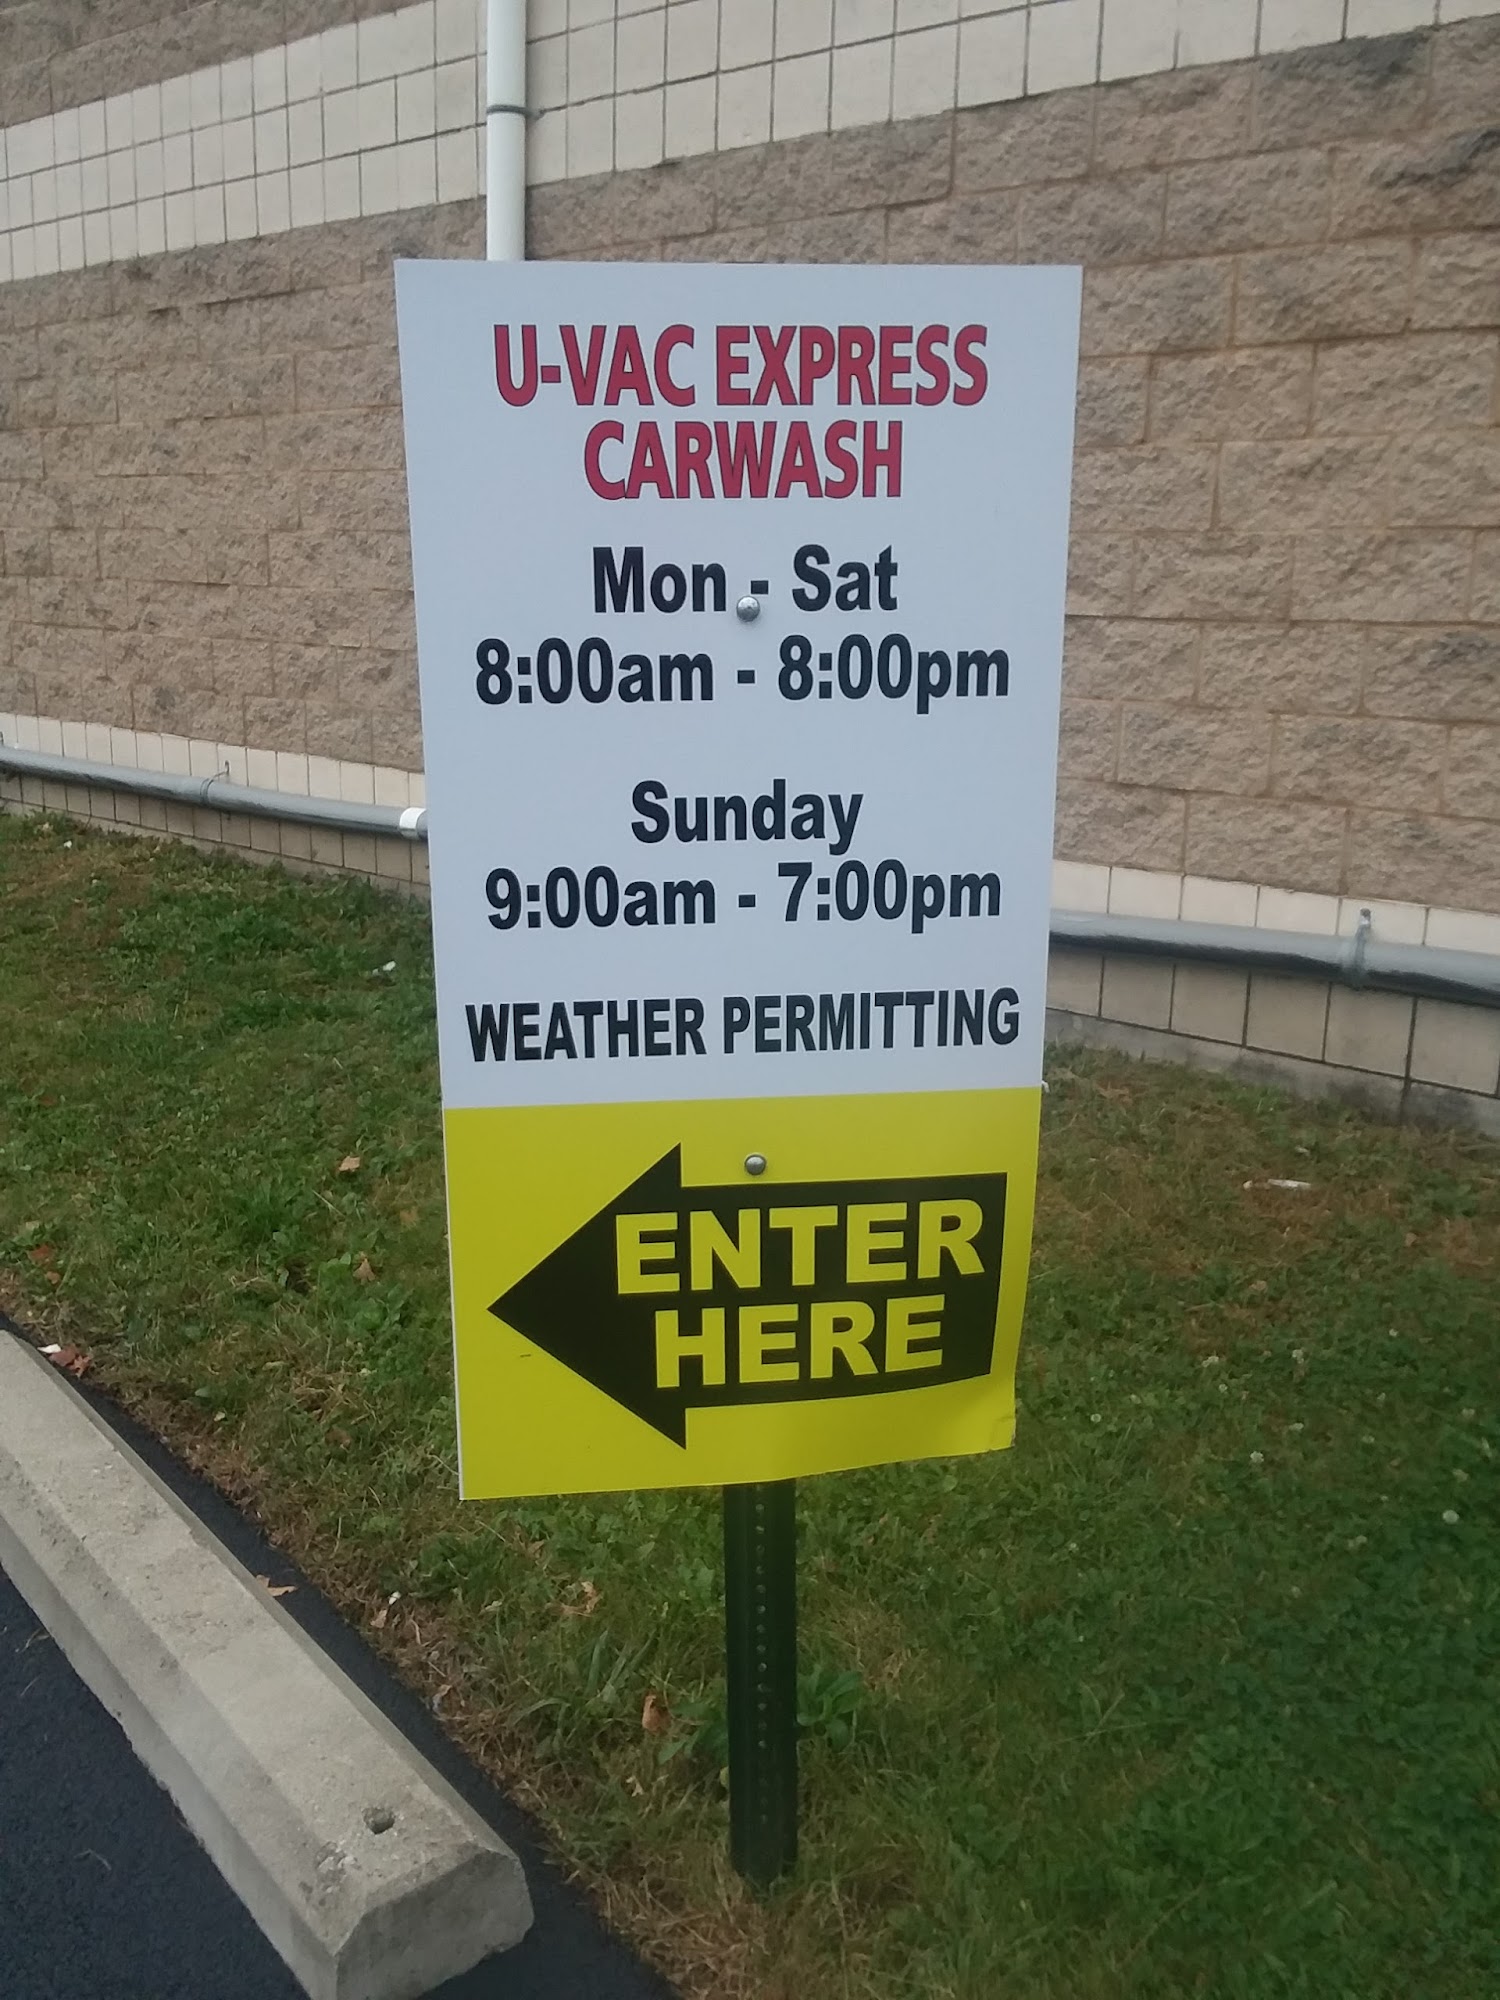 U-VAC EXPRESS
CARWASH
Mon - Sat
8:00am - 8:00pm
Sunday
9:00am - 7:00pm
WEATHER PERMITTING
ENTER
HERE